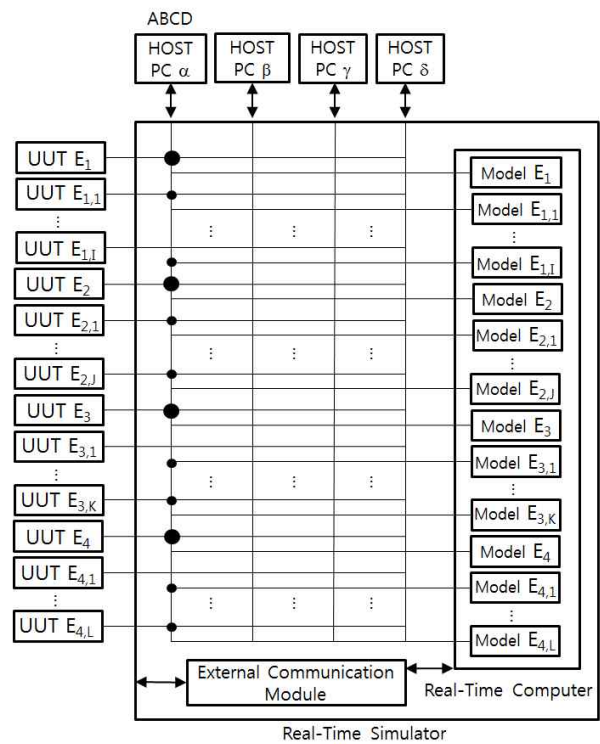 ABCD
HOST
PC α
HOST
PC β
HOST
PC γ
HOST
PC δ
UUT E1
UUT E1,1
⋮
UUT E1,I
UUT E2
UUT E2,1
⋮
UUT E2,J
UUT E3
UUT E3,1
⋮
UUT E3,K
UUT E4
UUT E4,1
⋮
UUT E4,L
⋮ ⋮ ⋮
⋮ ⋮ ⋮
⋮ ⋮ ⋮
⋮ ⋮ ⋮
Model E1
Model E1,1
⋮
Model E1,I
Model E2
Model E2,1
⋮
Model E2,J
Model E3
Model E3,1
⋮
Model E3,K
Model E4
Model E4,1
⋮
Model E4,L
External Communication
Module
Real-Time Computer
Real-Time Simulator